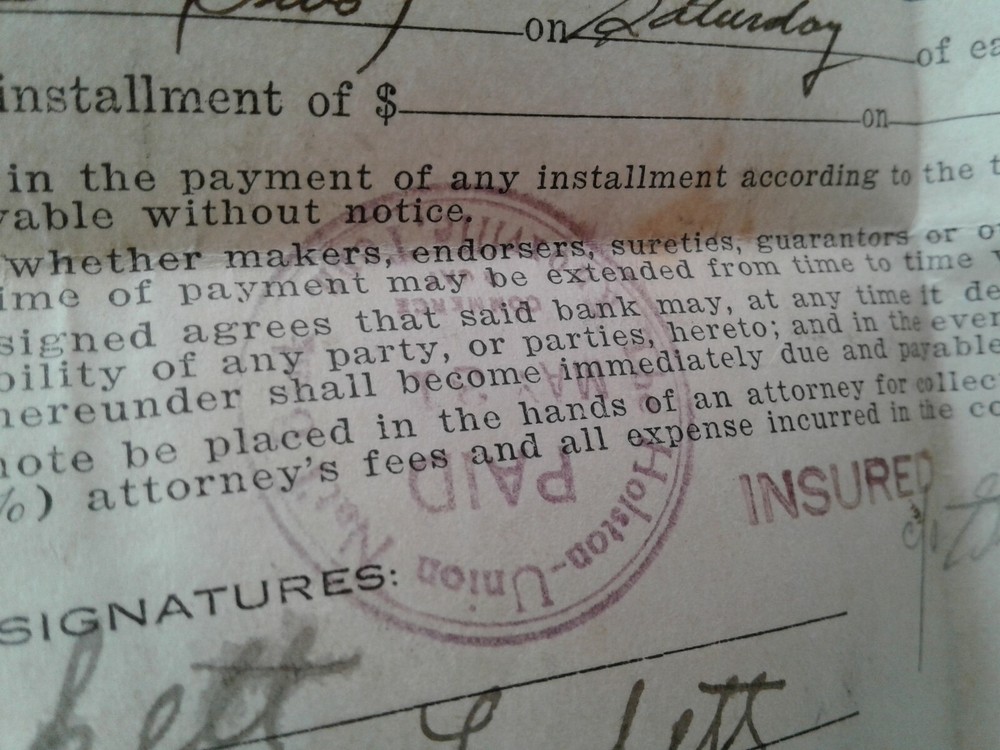 on Saturday of ea
installment of $ on
in the payment of any installment according to the t
yable without notice.
whether makers, endorsers, sureties, guarantors or o
ime of payment may be extended from time to time
signed agrees that said bank may, at any time it de
bility of any party, or parties, hereto; and in the even
hereunder shall become immediately due and payable
note be placed in the hands of an attorney for collec
%) attorney's fees and all expense incurred in the co
INSURED
PAID
Holston-Union
SIGNATURES: